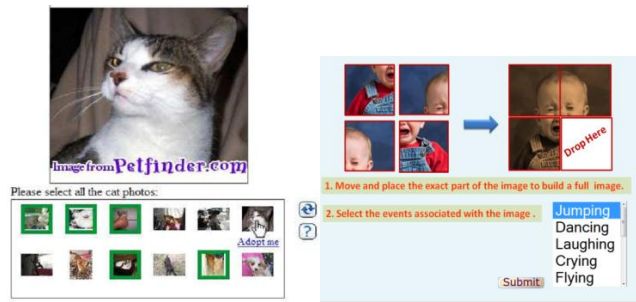 Image from Petfinder.com
Please select all the cat photos:
Adopt me
?
Drop Here
1. Move and place the exact part of the image to build a full image.
2. Select the events associated with the image .
Jumping
Dancing
Laughing
Crying
Flying
Submit